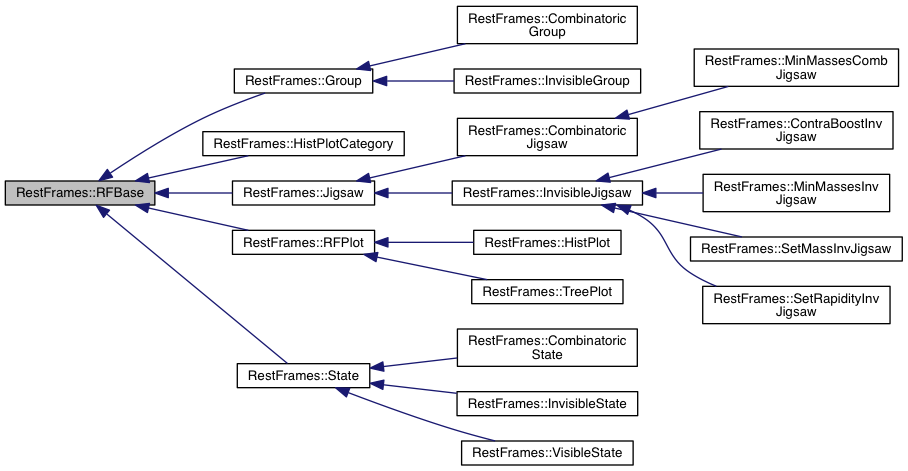 RestFrames::Combinatoric
Group
RestFrames::Group
RestFrames::InvisibleGroup
RestFrames::MinMassesComb
Jigsaw
RestFrames::HistPlotCategory
RestFrames::Combinatoric
Jigsaw
RestFrames::ContraBoostInv
Jigsaw
RestFrames::RFBase
RestFrames::Jigsaw
RestFrames::InvisibleJigsaw
RestFrames::MinMassesInv
Jigsaw
RestFrames::RFPlot
RestFrames::HistPlot
RestFrames::SetMassInvJigsaw
RestFrames::TreePlot
RestFrames::SetRapidityInv
Jigsaw
RestFrames::Combinatoric
State
RestFrames::State
RestFrames::InvisibleState
RestFrames::VisibleState